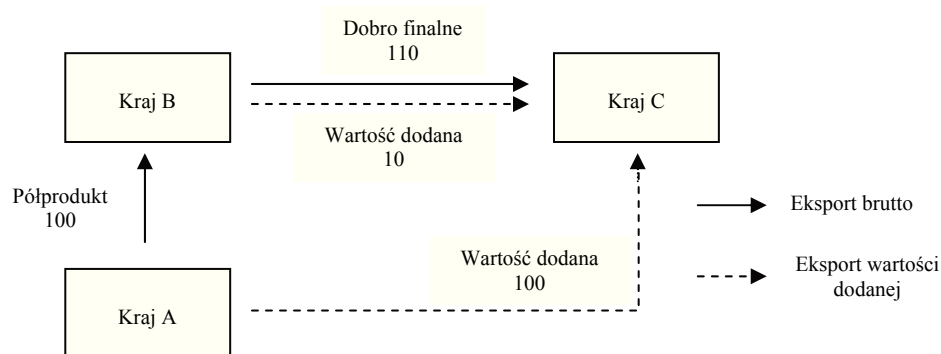 Dobro finalne
110
Kraj B
Kraj C
Wartość dodana
10
Półprodukt
100
Eksport brutto
Wartość dodana
100
Eksport wartości
dodanej
Kraj A